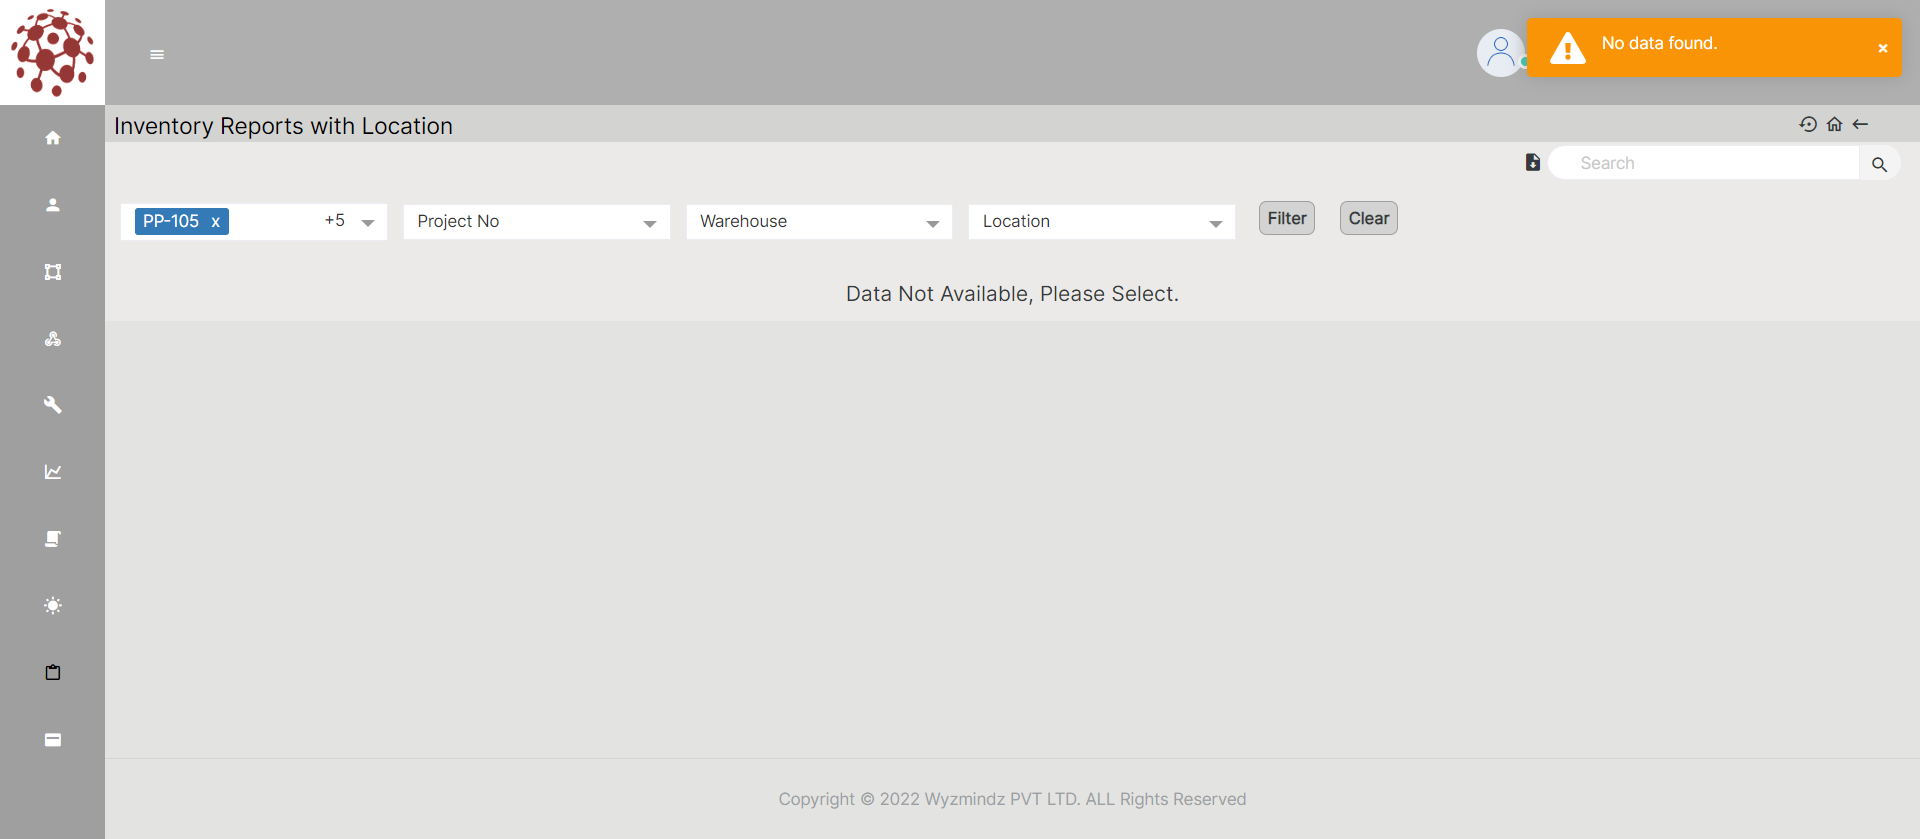 No data found.
×
Inventory Reports with Location
Search
PP-105 x +5
Project No
Warehouse
Location
Filter
Clear
Data Not Available, Please Select.
Copyright © 2022 Wyzmindz PVT LTD. ALL Rights Reserved